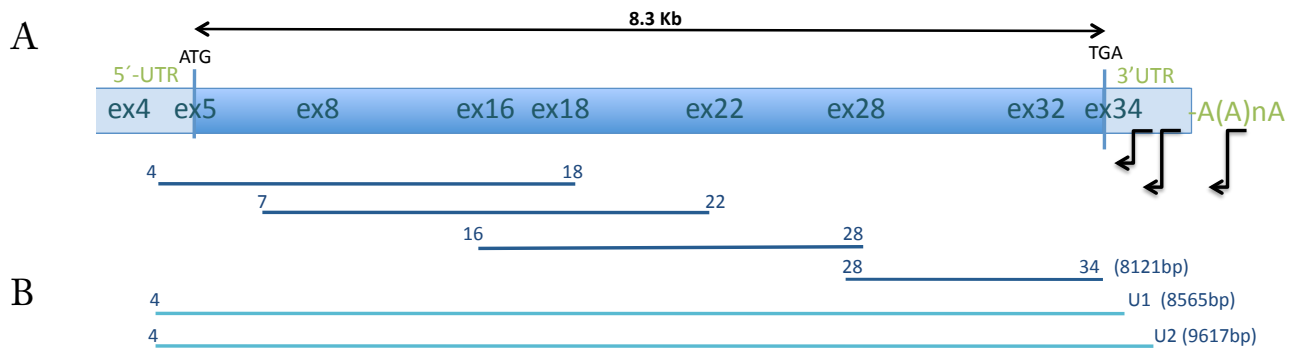 8.3 Kb
A
ATG TGA
5´-UTR 3’UTR
ex4 ex5 ex8 ex16 ex18 ex22 ex28 ex32 ex34 -A(A)nA
4 18
7 22
16 28
28 34 (8121bp)
B
4 U1 (8565bp)
4 U2 (9617bp)